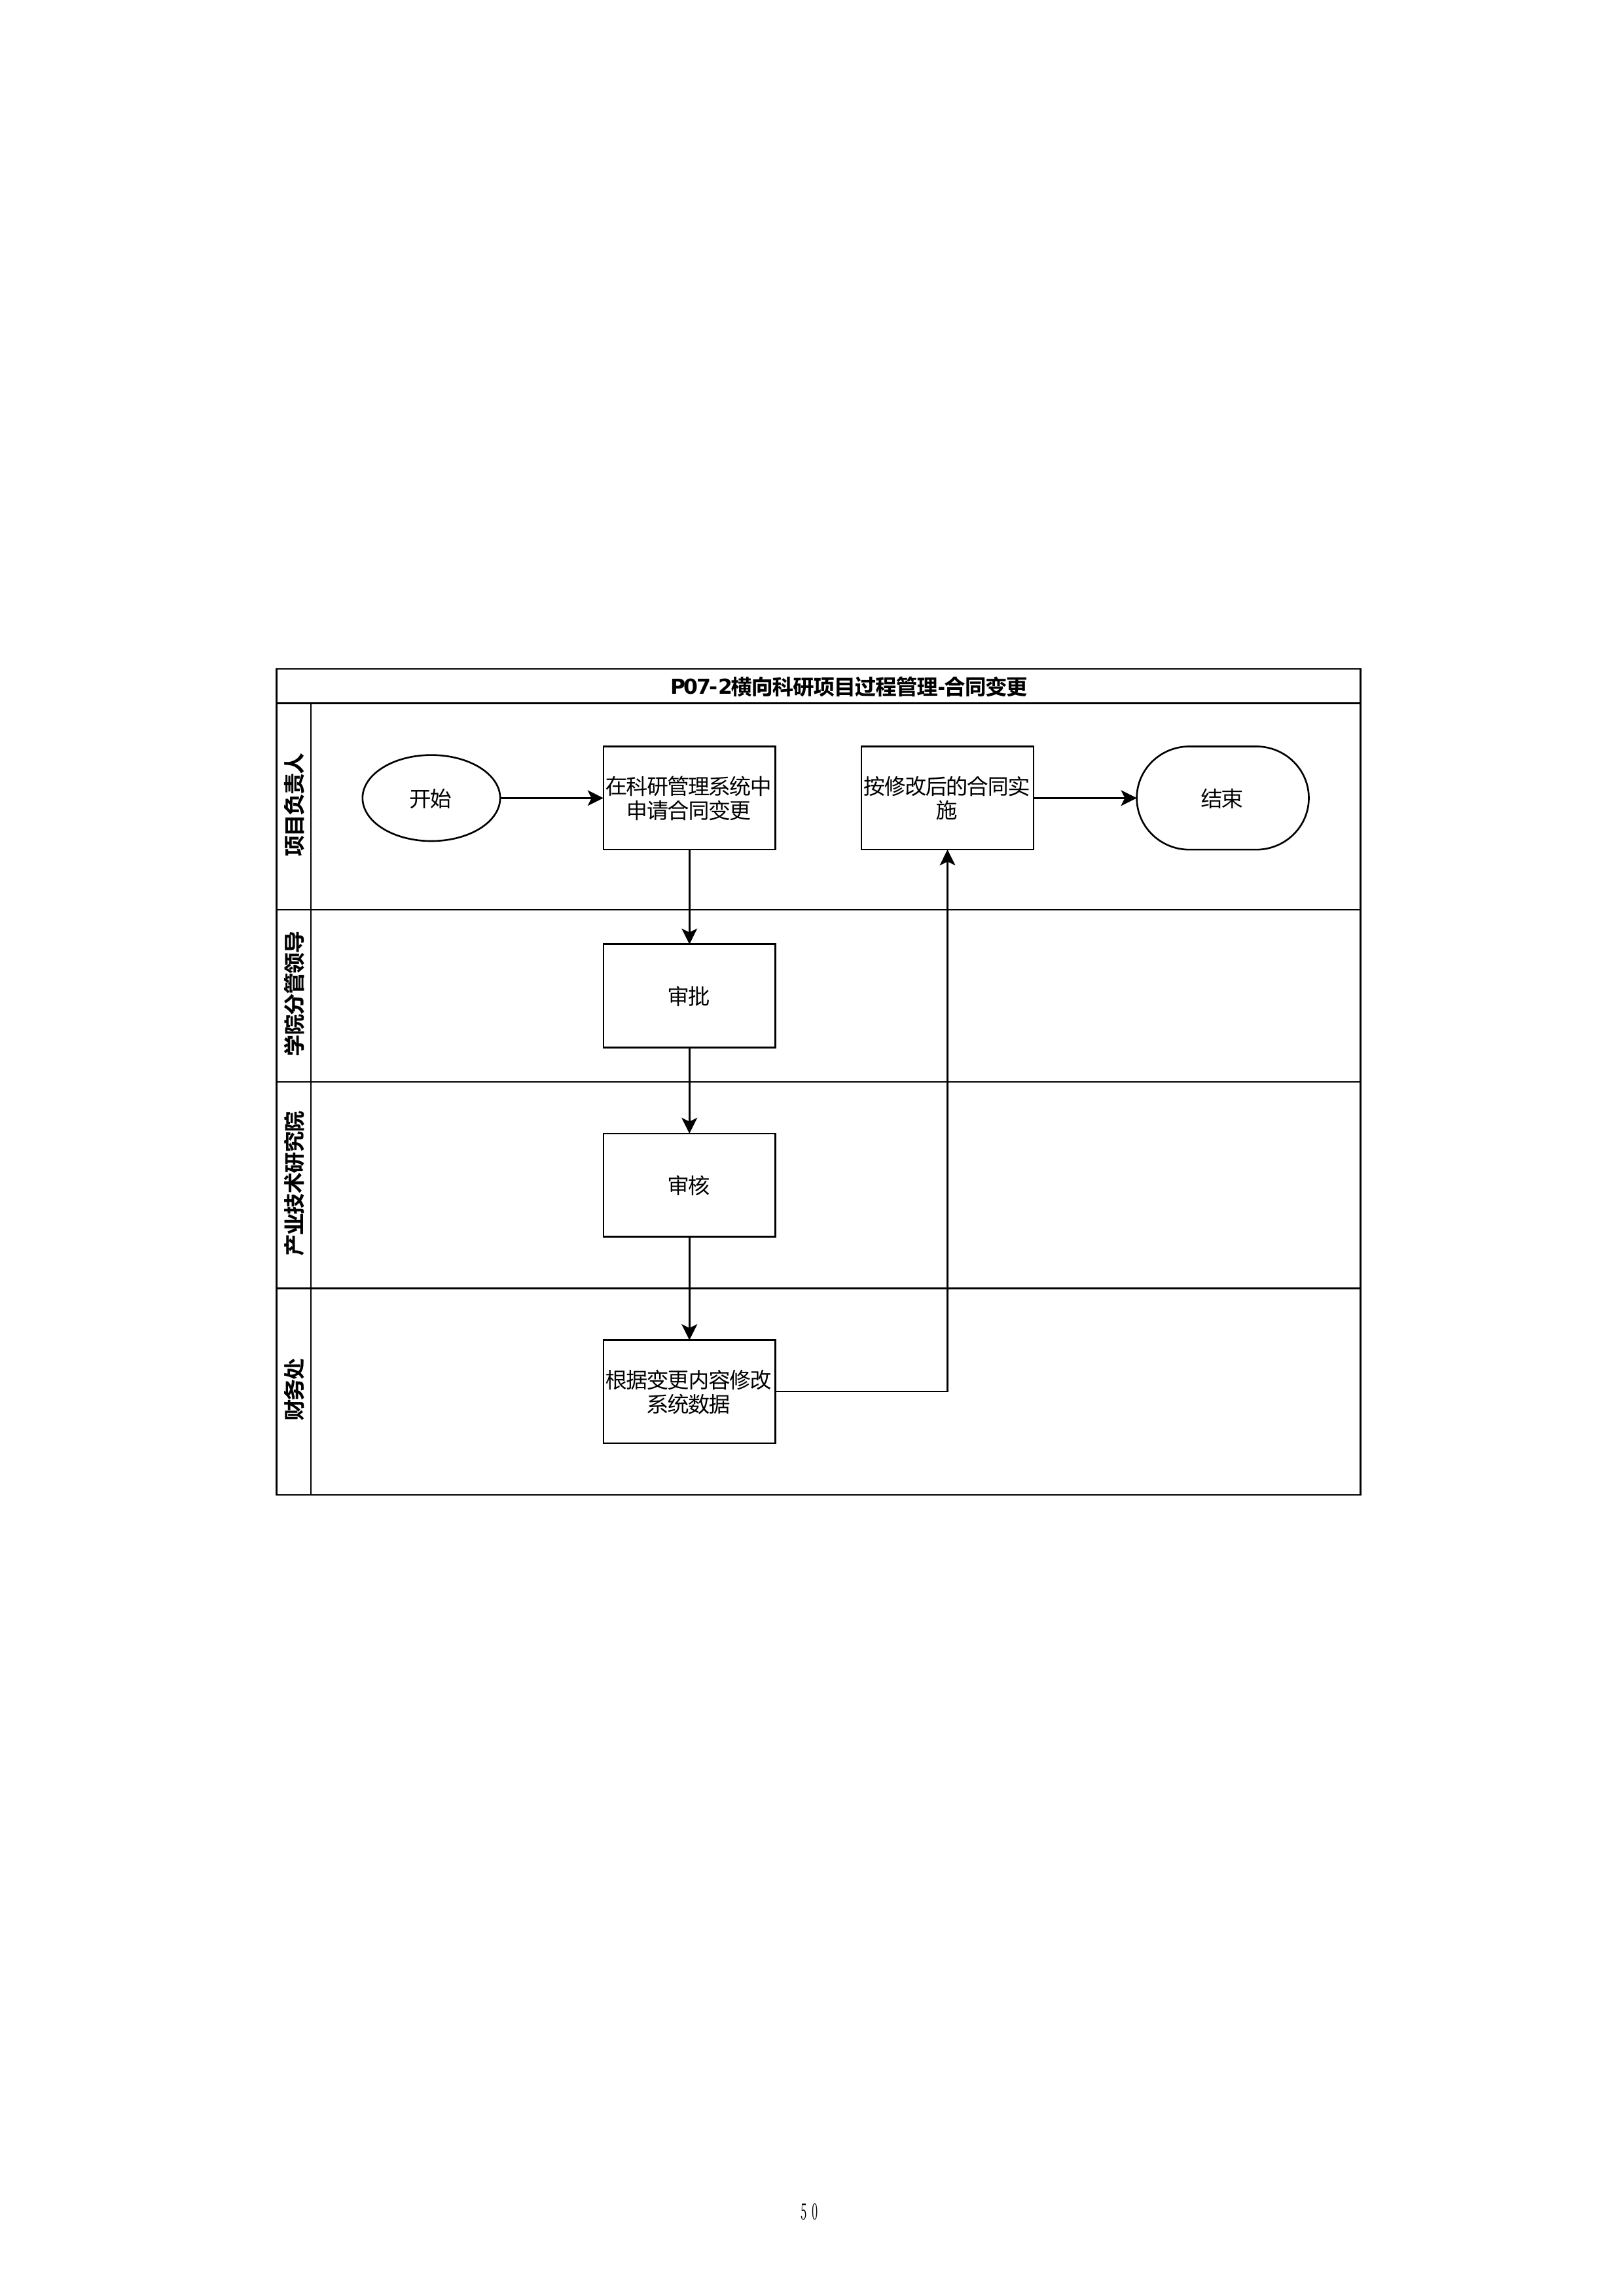 P07-2横向科研项目过程管理-合同变更
项目负责人
开始
在科研管理系统中
申请合同变更
按修改后的合同实
施
结束
学院分管领导
审批
产业技术研究院
审核
财务处
根据变更内容修改
系统数据
50